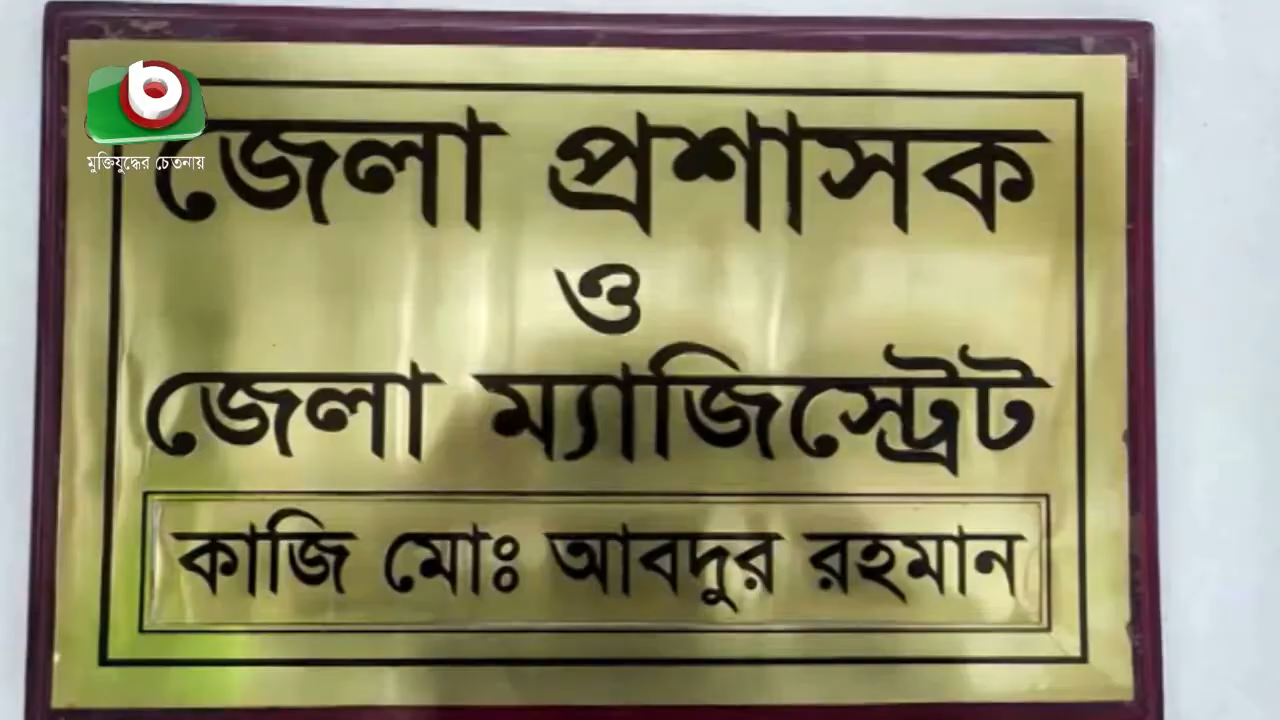 মুক্তিযুদ্ধের চেতনায়
জেলা প্রশাসক
ও
জেলা ম্যাজিস্ট্রেট
কাজি মোঃ আবদুর রহমান